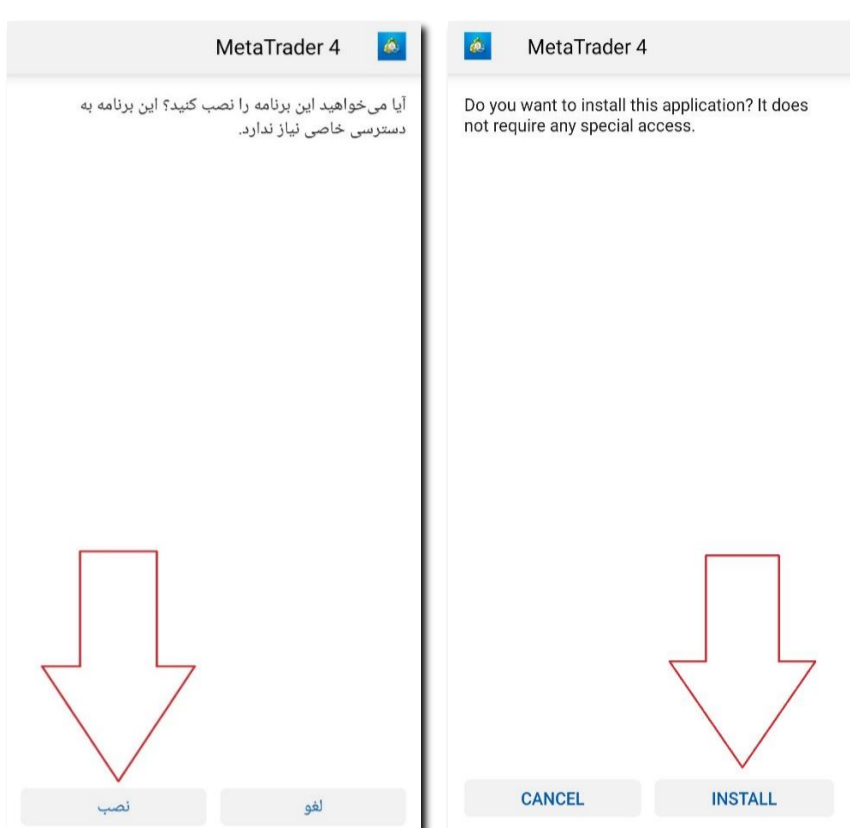 MetaTrader 4
آیا می‌خواهید این برنامه را نصب کنید؟ این برنامه به
دسترسی خاصی نیاز ندارد.
لغو
نصب
MetaTrader 4
Do you want to install this application? It does
not require any special access.
CANCEL
INSTALL